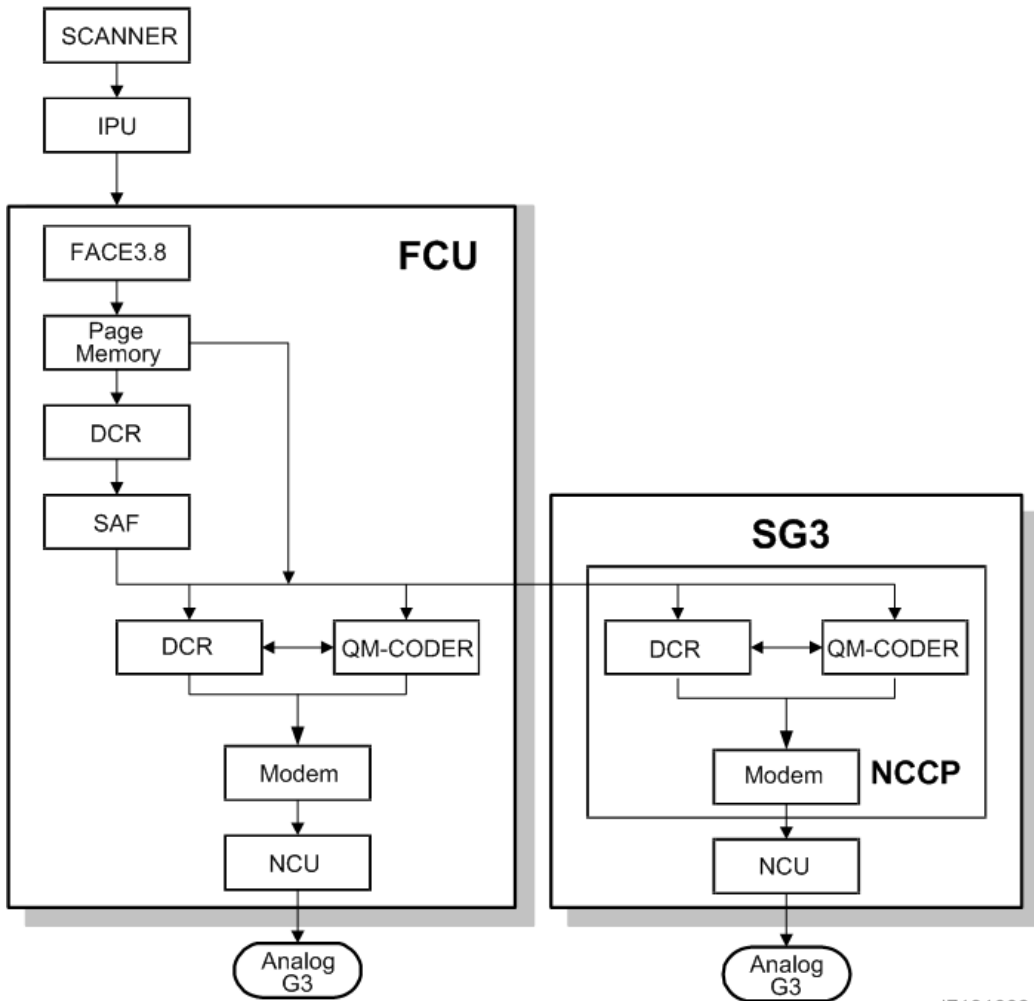 SCANNER
IPU
FCU
FACE3.8
Page
Memory
DCR
SAF
DCR
QM-CODER
Modem
NCU
Analog
G3
SG3
DCR
QM-CODER
Modem
NCCP
NCU
Analog
G3